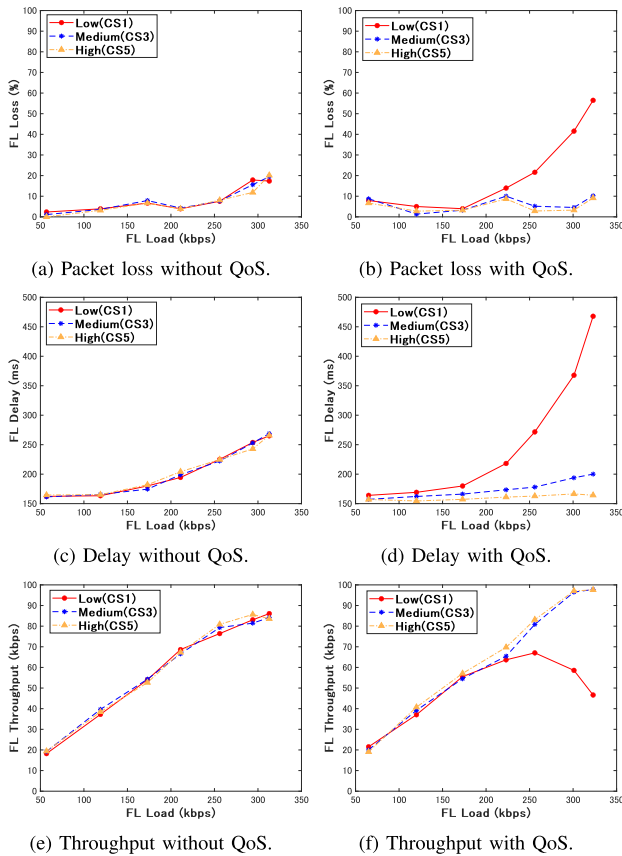 Low(CS1)
Medium(CS3)
High(CS5)
100
90
80
70
60
50
40
30
20
10
0
FL Loss (%)
50 100 150 200 250 300 350
FL Load (kbps)
(a) Packet loss without QoS.
Low(CS1)
Medium(CS3)
High(CS5)
100
90
80
70
60
50
40
30
20
10
0
FL Loss (%)
50 100 150 200 250 300 350
FL Load (kbps)
(b) Packet loss with QoS.
Low(CS1)
Medium(CS3)
High(CS5)
500
450
400
350
300
250
200
150
FL Delay (ms)
50 100 150 200 250 300 350
FL Load (kbps)
(c) Delay without QoS.
Low(CS1)
Medium(CS3)
High(CS5)
500
450
400
350
300
250
200
150
FL Delay (ms)
50 100 150 200 250 300 350
FL Load (kbps)
(d) Delay with QoS.
Low(CS1)
Medium(CS3)
High(CS5)
100
90
80
70
60
50
40
30
20
10
0
FL Throughput (kbps)
50 100 150 200 250 300 350
FL Load (kbps)
(e) Throughput without QoS.
Low(CS1)
Medium(CS3)
High(CS5)
100
90
80
70
60
50
40
30
20
10
0
FL Throughput (kbps)
50 100 150 200 250 300 350
FL Load (kbps)
(f) Throughput with QoS.